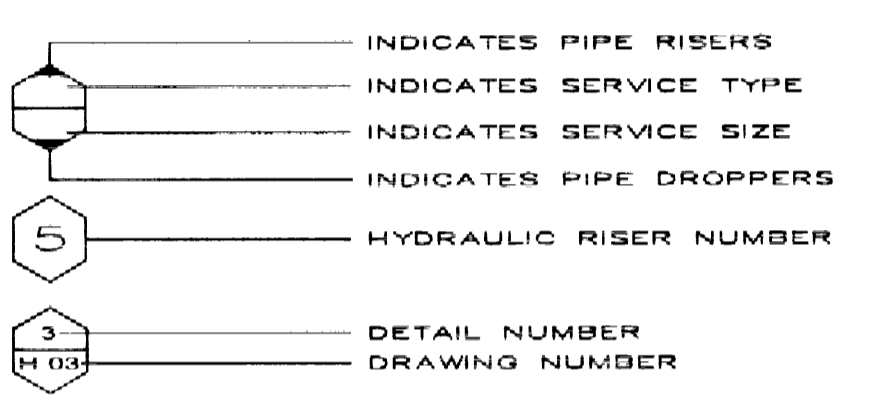 INDICATES PIPE RISERS
INDICATES SERVICE TYPE
INDICATES SERVICE SIZE
INDICATES PIPE DROPPERS
5 HYDRAULIC RISER NUMBER
3 DETAIL NUMBER
H 03 DRAWING NUMBER